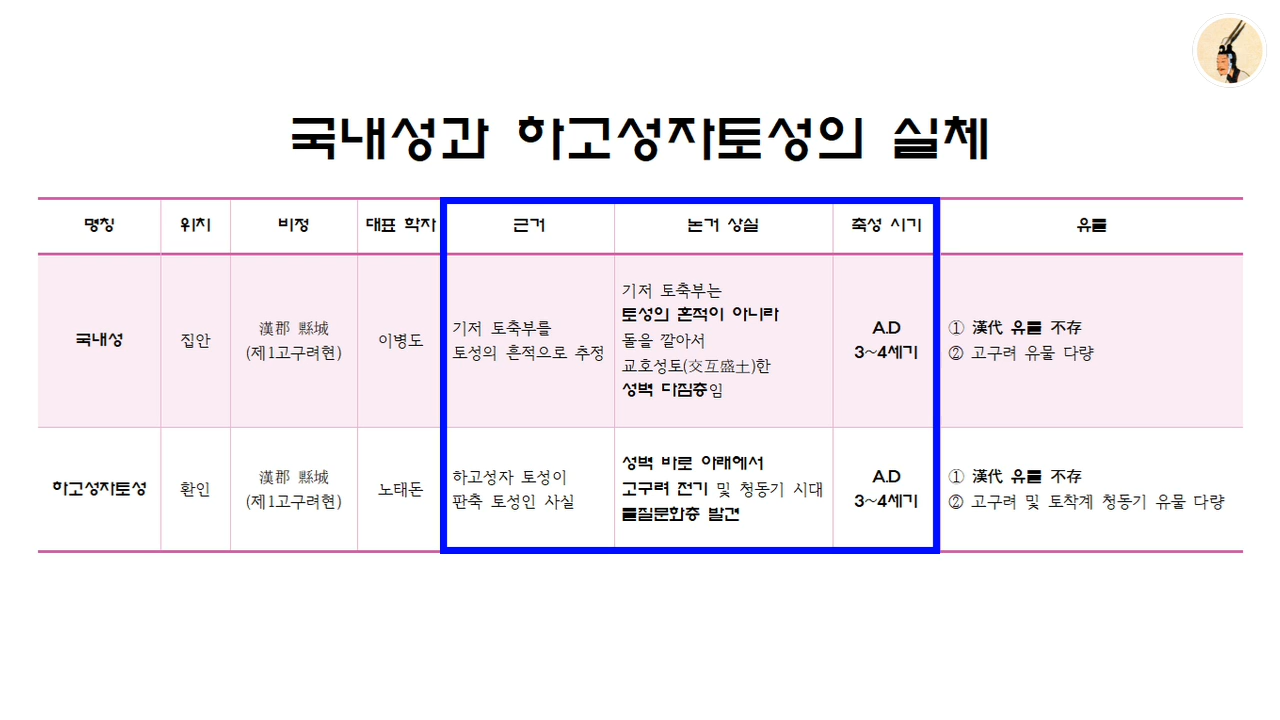 국내성과 하고성자토성의 실체
명칭
위치
비정
대표 학자
근거
논거 상실
축성 시기
유물
국내성
집안
漢郡 縣城
(제1고구려현)
이병도
기저 토축부를
토성의 흔적으로 추정
기저 토축부는
토성의 흔적이 아니라
돌을 깔아서
교호성토(交互盛土)한
성벽 다짐층임
A.D
3~4세기
① 漢代 유물 不存
② 고구려 유물 다량
하고성자토성
환인
漢郡 縣城
(제1고구려현)
노태돈
하고성자 토성이
판축 토성인 사실
성벽 바로 아래에서
고구려 전기 및 청동기 시대
물질문화층 발견
A.D
3~4세기
① 漢代 유물 不存
② 고구려 및 토착계 청동기 유물 다량